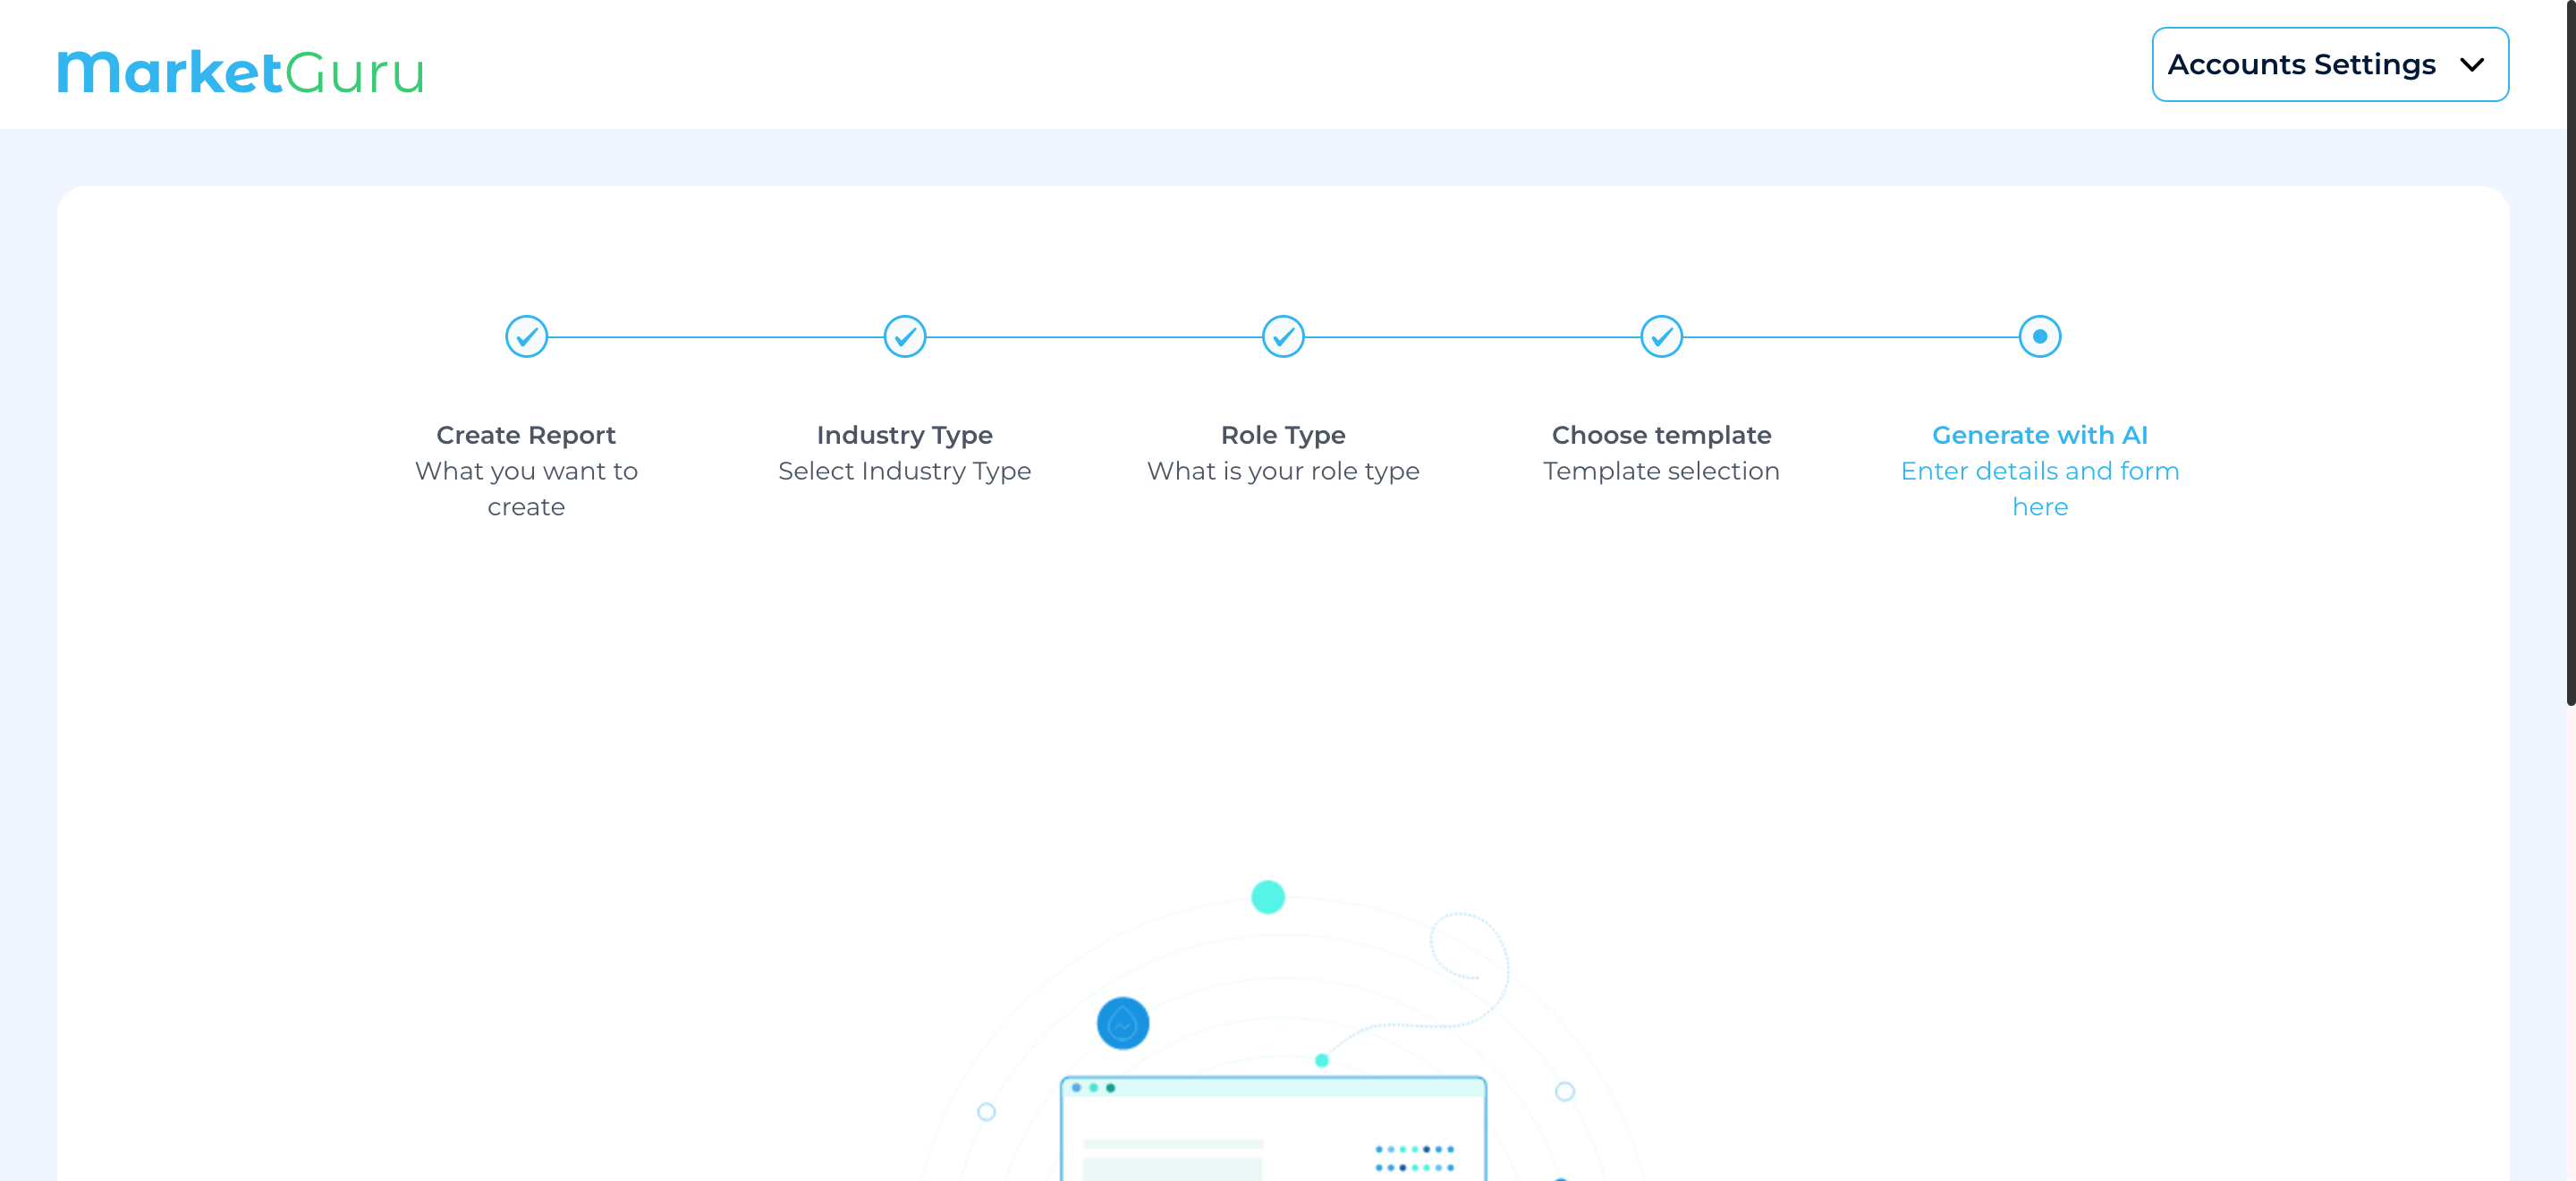 marketGuru
Accounts Settings
Create Report
What you want to
create
Industry Type
Select Industry Type
Role Type
What is your role type
Choose template
Template selection
Generate with AI
Enter details and form
here